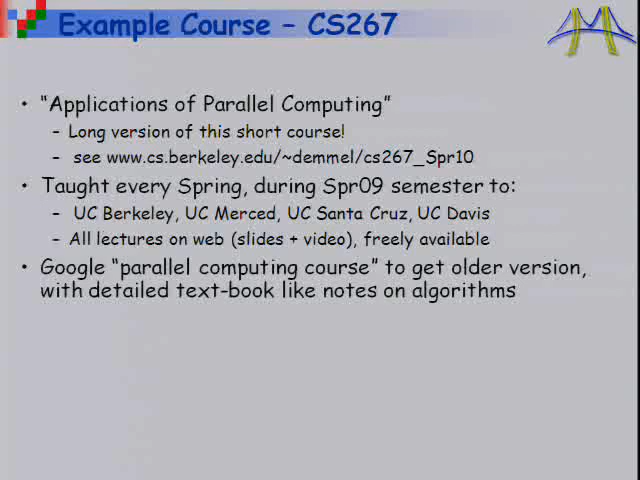 Example Course – CS267
• “Applications of Parallel Computing”
– Long version of this short course!
– see www.cs.berkeley.edu/~demmel/cs267_Spr10
• Taught every Spring, during Spr09 semester to:
– UC Berkeley, UC Merced, UC Santa Cruz, UC Davis
– All lectures on web (slides + video), freely available
• Google “parallel computing course” to get older version,
with detailed text-book like notes on algorithms